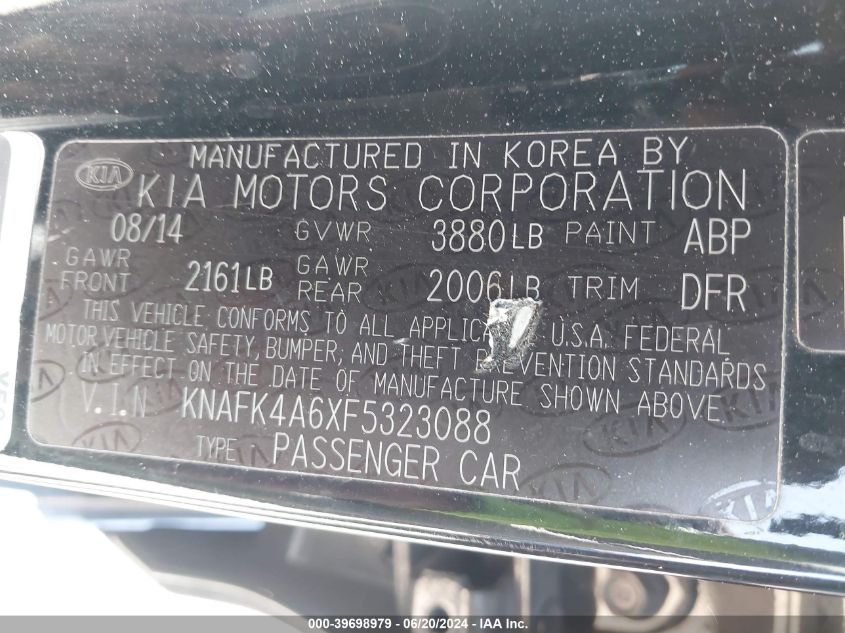 MANUFACTURED IN KOREA BY
KIA KIA MOTORS CORPORATION
08/14 GVWR 3880LB PAINT ABP
GAWR FRONT 2161LB GAWR REAR 2006LB TRIM DFR
THIS VEHICLE CONFORMS TO ALL U.S.A. FEDERAL
MOTOR VEHICLE SAFETY, BUMPER, AND THEFT PREVENTION STANDARDS
IN EFFECT ON THE DATE OF MANUFACTURE SHOWN ABOVE
V.I.N KNAFK4A6XF5323088
TYPE PASSENGER CAR
000-39698979 - 06/20/2024 - IAA Inc.